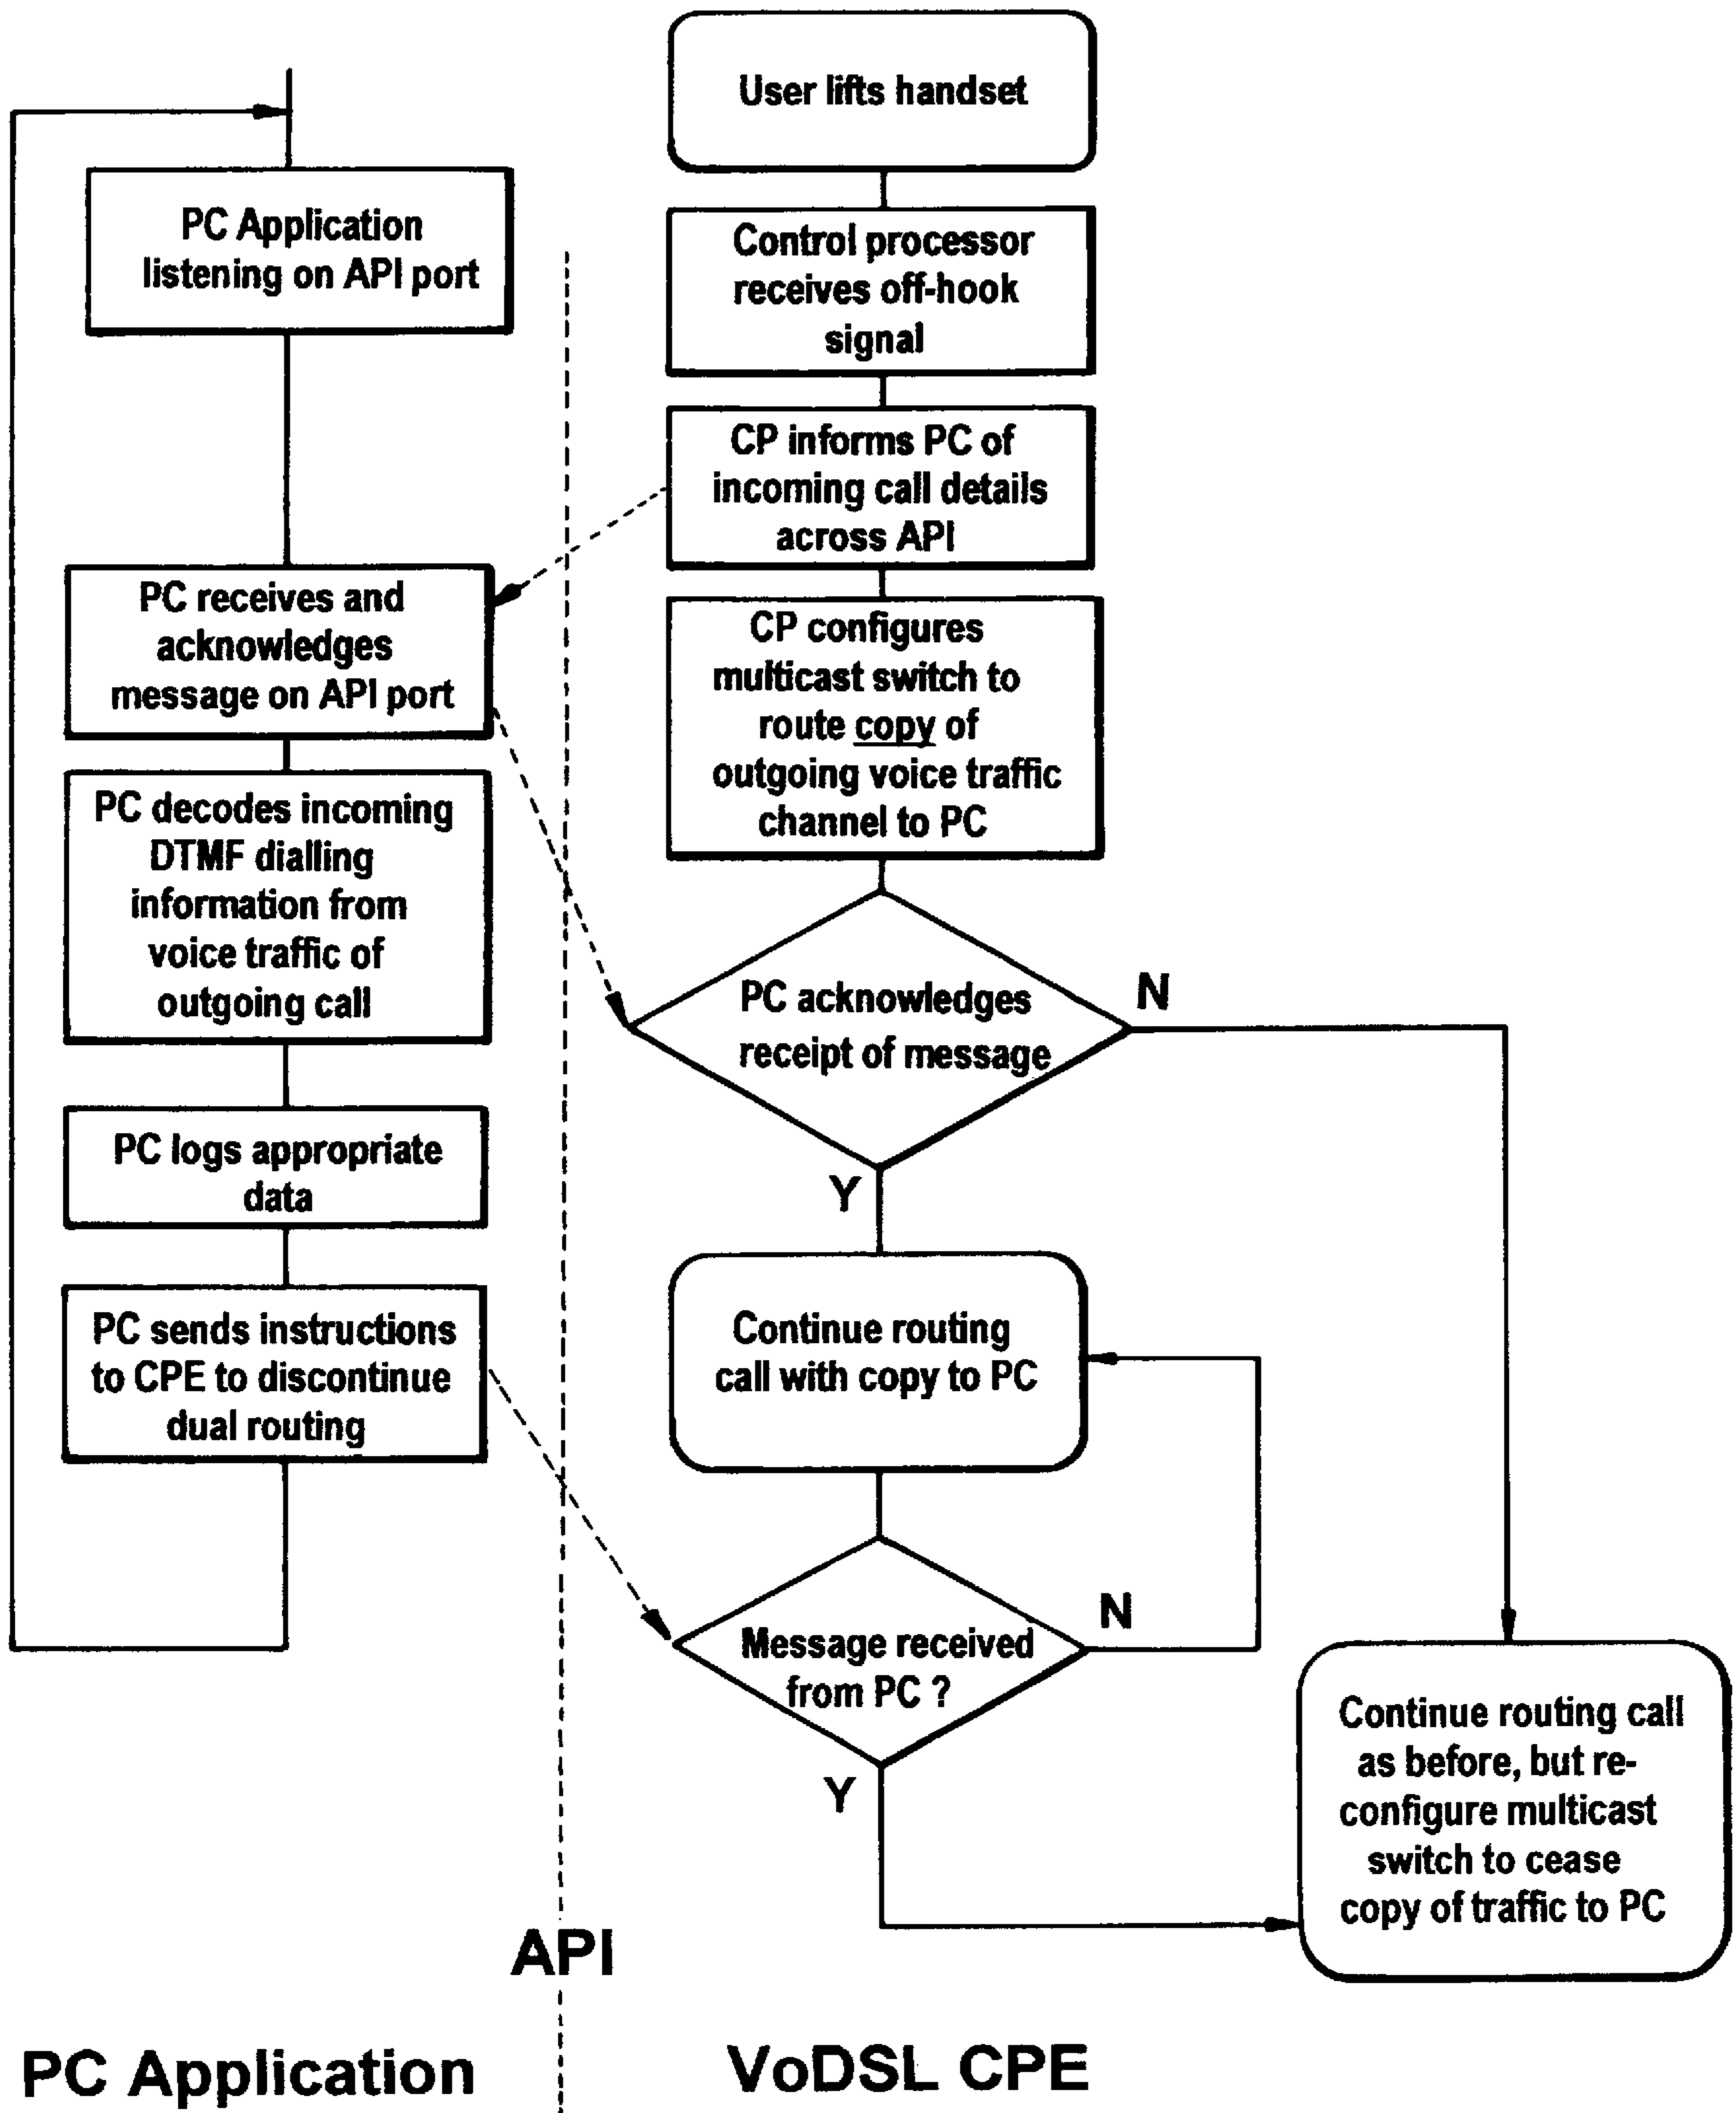 User lifts handset
PC Application
listening on API port
Control processor
receives off-hook
signal
CP informs PC of
incoming call details
across API
PC receives and
acknowledges
message on API port
CP configures
multicast switch to
route copy of
outgoing voice traffic
channel to PC
PC decodes incoming
DTMF dialling
information from
voice traffic of
outgoing call
PC acknowledges
receipt of message
N
Y
PC logs appropriate
data
PC sends instructions
to CPE to discontinue
dual routing
Continue routing
call with copy to PC
Message received
from PC ?
N
Y
Continue routing call
as before, but re-
configure multicast
switch to cease
copy of traffic to PC
API
PC Application
VoDSL CPE